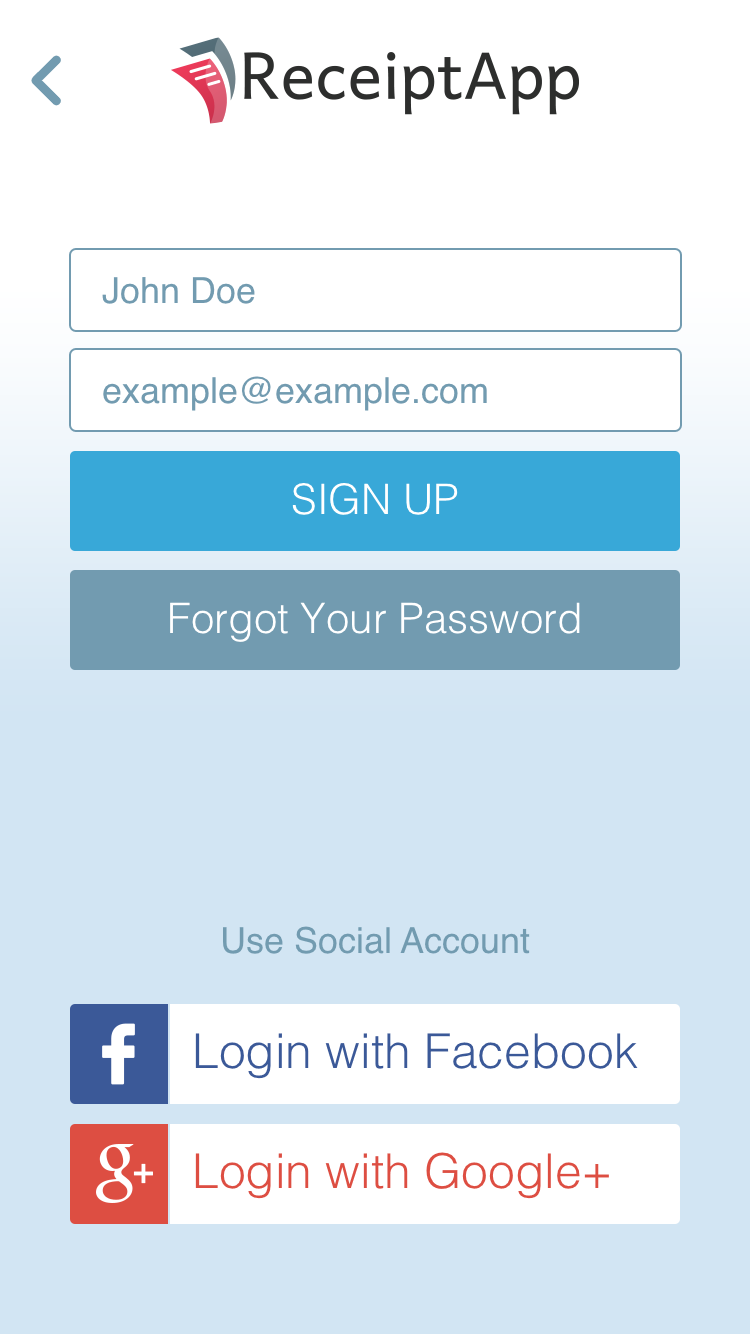 ReceiptApp
John Doe
example@example.com
SIGN UP
Forgot Your Password
Use Social Account
f Login with Facebook
g+ Login with Google+